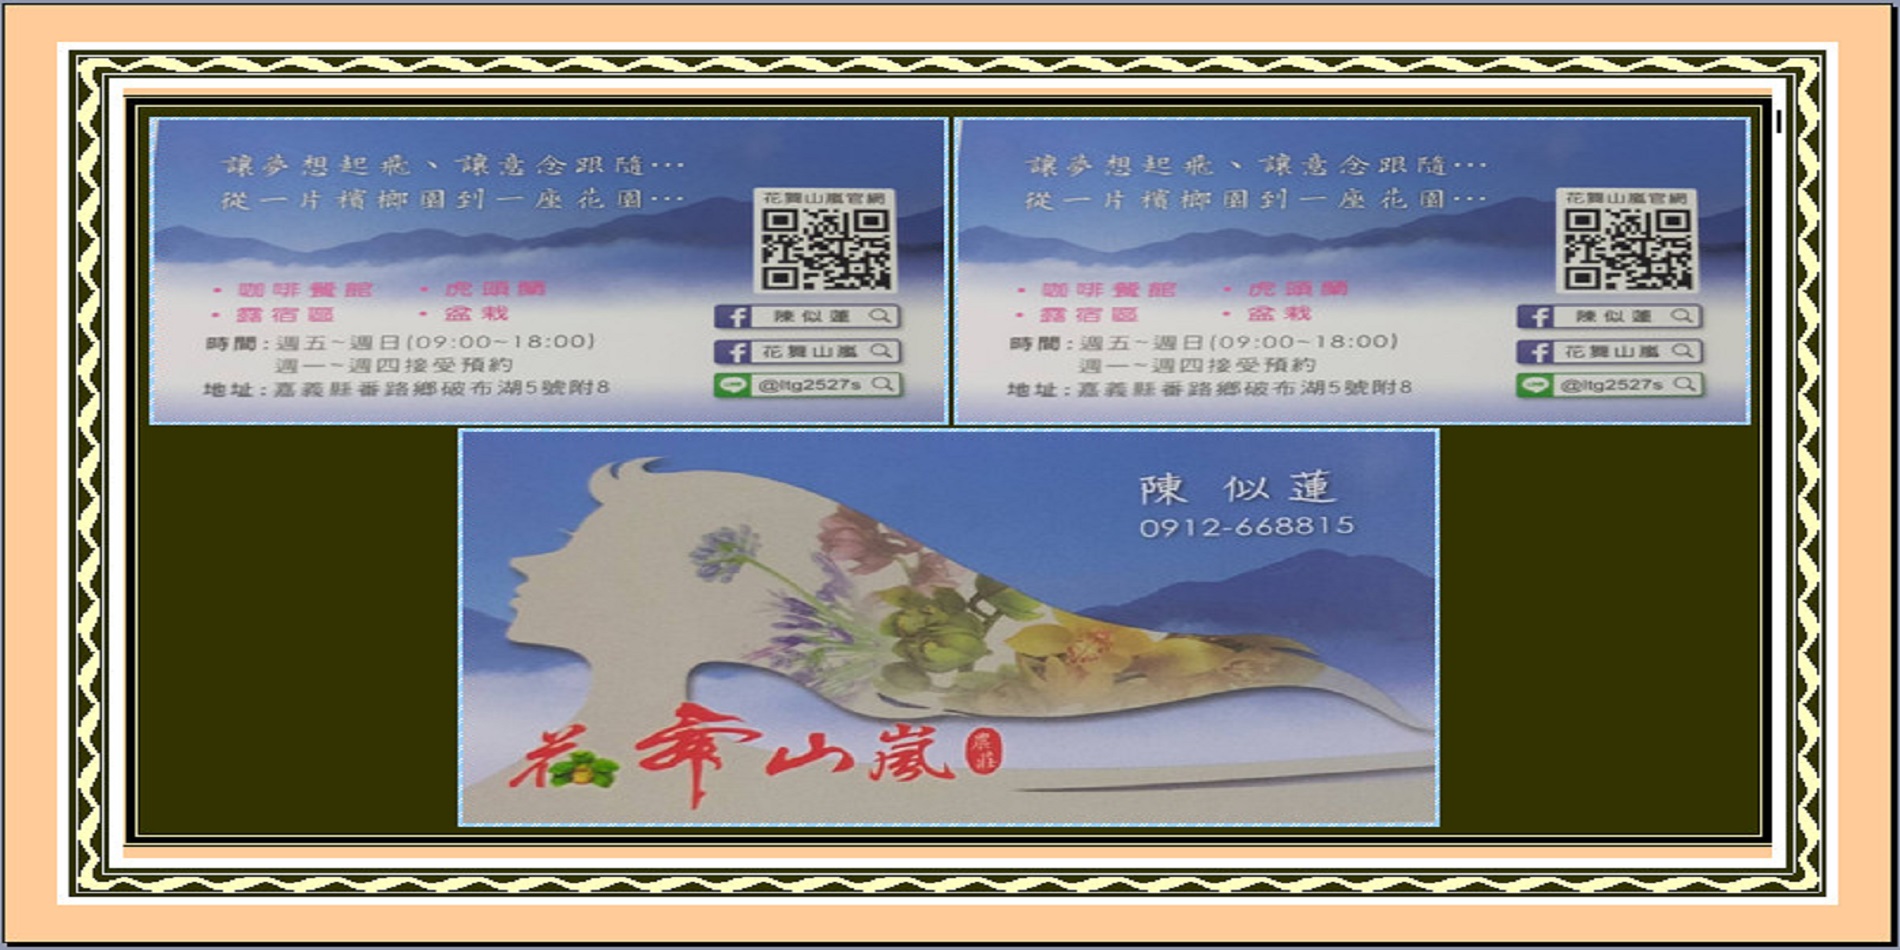 讓夢想起飛、讓意念跟隨…
從一片檳榔園到一座花園…
花舞山嵐官網
・咖啡餐館 ・虎頭蘭
・露宿區 ・盆栽
時間:週五~週日(09:00~18:00)
週一~週四接受預約
地址:嘉義縣番路鄉破布湖5號附8
陳似蓮
花舞山嵐
@ltg2527s
讓夢想起飛、讓意念跟隨…
從一片檳榔園到一座花園…
花舞山嵐官網
・咖啡餐館 ・虎頭蘭
・露宿區 ・盆栽
時間:週五~週日(09:00~18:00)
週一~週四接受預約
地址:嘉義縣番路鄉破布湖5號附8
陳似蓮
花舞山嵐
@ltg2527s
陳似蓮
0912-668815
花舞山嵐
農莊